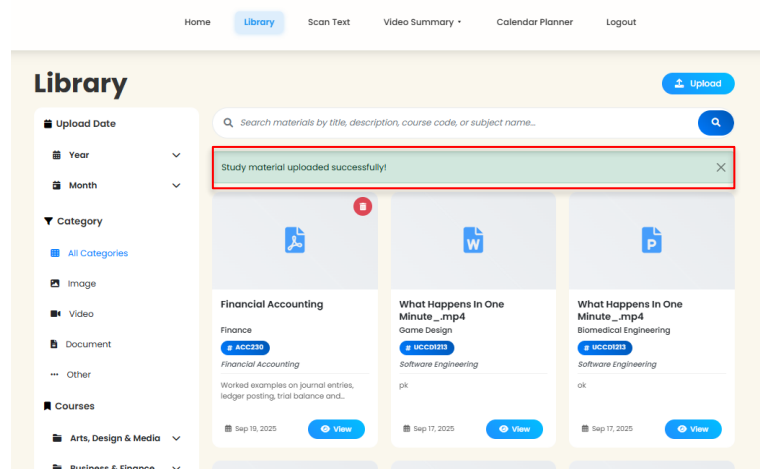 Home Library Scan Text Video Summary Calendar Planner Logout
Library
Upload
Upload Date
Year
Month
Category
All Categories
Image
Video
Document
Other
Courses
Arts, Design & Media
Business & Finance
Search materials by title, description, course code, or subject name...
Study material uploaded successfully!
Financial Accounting
Finance
# ACC230
Financial Accounting
Worked examples on journal entries,
ledger posting, trial balance and...
Sep 19, 2025
View
W
What Happens In One
Minute_.mp4
Game Design
# UCCD1213
Software Engineering
pk
Sep 17, 2025
View
P
What Happens In One
Minute_.mp4
Biomedical Engineering
# UCCD1213
Software Engineering
ok
Sep 17, 2025
View